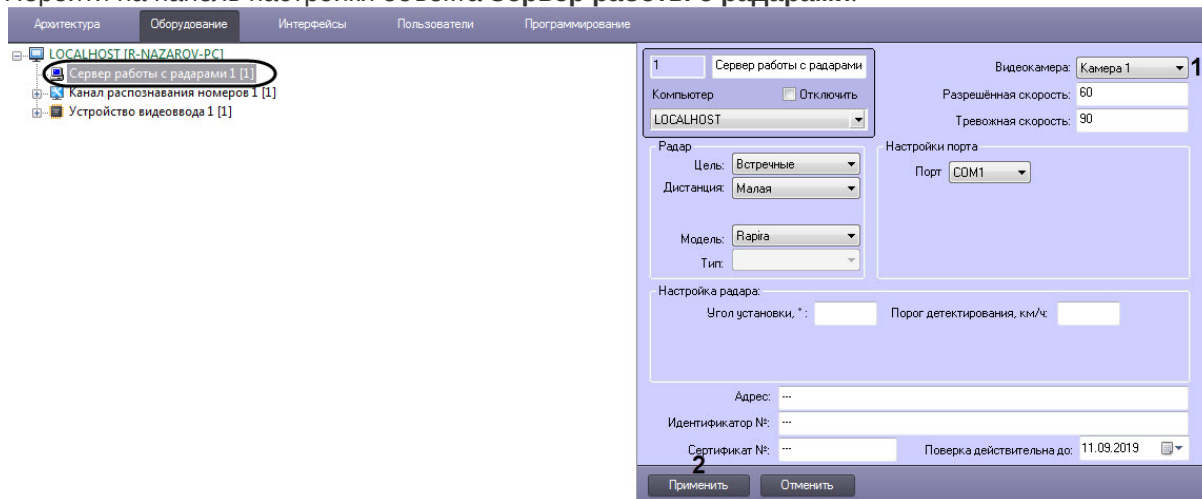 Перейти на панель настройки объекта Сервер работы с радарами.
Архитектура Оборудование Интерфейсы Пользователи Программирование
LOCALHOST [R-NAZAROV-PC]
Сервер работы с радарами 1 [1]
Канал распознавания номеров 1 [1]
Устройство видеоввода 1 [1]
1 Сервер работы с радарами
Видеокамера: Камера 1 1
Компьютер Отключить
Разрешённая скорость: 60
LOCALHOST
Тревожная скорость: 90
Радар
Настройки порта
Цель: Встречные
Порт COM1
Дистанция: Малая
Модель: Rapira
Тип:
Настройка радара:
Угол установки, °: Порог детектирования, км/ч:
Адрес: ---
Идентификатор №: ---
Сертификат №: --- Поверка действительна до: 11.09.2019
2
Применить Отменить